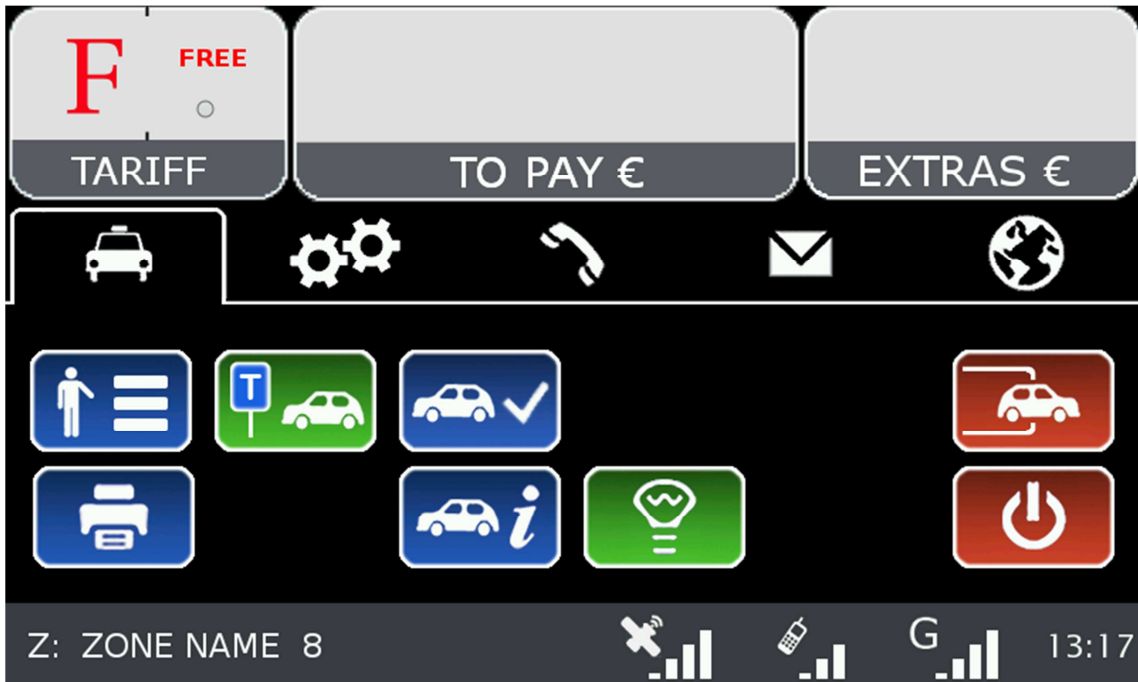 F FREE
TARIFF
TO PAY €
EXTRAS €
T
i
Z: ZONE NAME 8
G
13:17